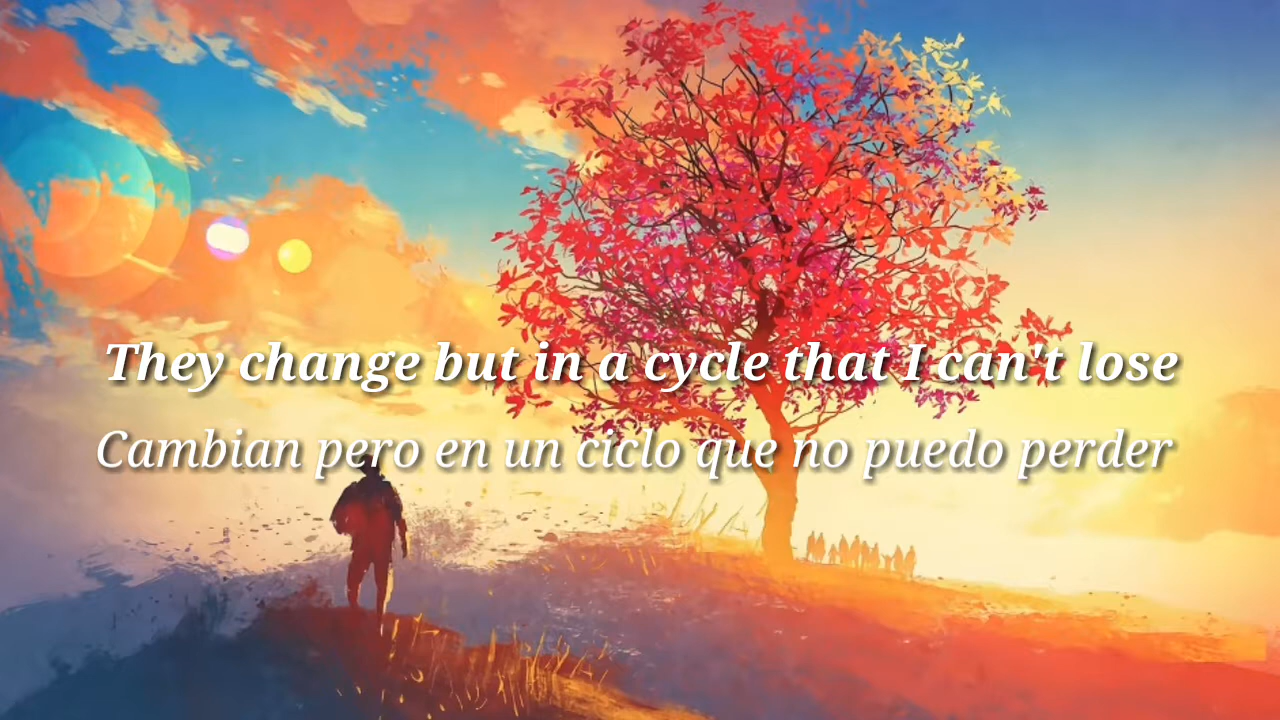 They change but in a cycle that I can't lose
Cambian pero en un ciclo que no puedo perder